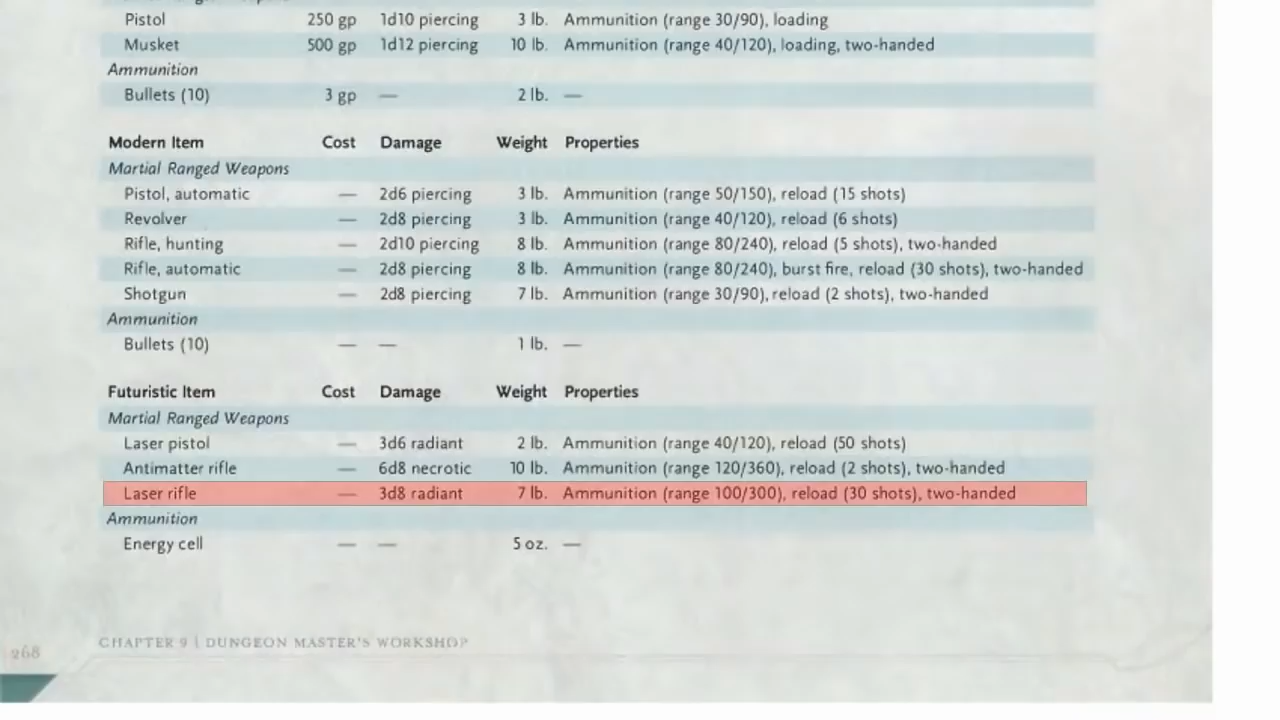 Pistol 250 gp 1d10 piercing 3 lb. Ammunition (range 30/90), loading
Musket 500 gp 1d12 piercing 10 lb. Ammunition (range 40/120), loading, two-handed
Ammunition
Bullets (10) 3 gp — 2 lb. —
Modern Item Cost Damage Weight Properties
Martial Ranged Weapons
Pistol, automatic — 2d6 piercing 3 lb. Ammunition (range 50/150), reload (15 shots)
Revolver — 2d8 piercing 3 lb. Ammunition (range 40/120), reload (6 shots)
Rifle, hunting — 2d10 piercing 8 lb. Ammunition (range 80/240), reload (5 shots), two-handed
Rifle, automatic — 2d8 piercing 8 lb. Ammunition (range 80/240), burst fire, reload (30 shots), two-handed
Shotgun — 2d8 piercing 7 lb. Ammunition (range 30/90), reload (2 shots), two-handed
Ammunition
Bullets (10) — — 1 lb. —
Futuristic Item Cost Damage Weight Properties
Martial Ranged Weapons
Laser pistol — 3d6 radiant 2 lb. Ammunition (range 40/120), reload (50 shots)
Antimatter rifle — 6d8 necrotic 10 lb. Ammunition (range 120/360), reload (2 shots), two-handed
Laser rifle — 3d8 radiant 7 lb. Ammunition (range 100/300), reload (30 shots), two-handed
Ammunition
Energy cell — — 5 oz. —
CHAPTER 9 | DUNGEON MASTER'S WORKSHOP
268